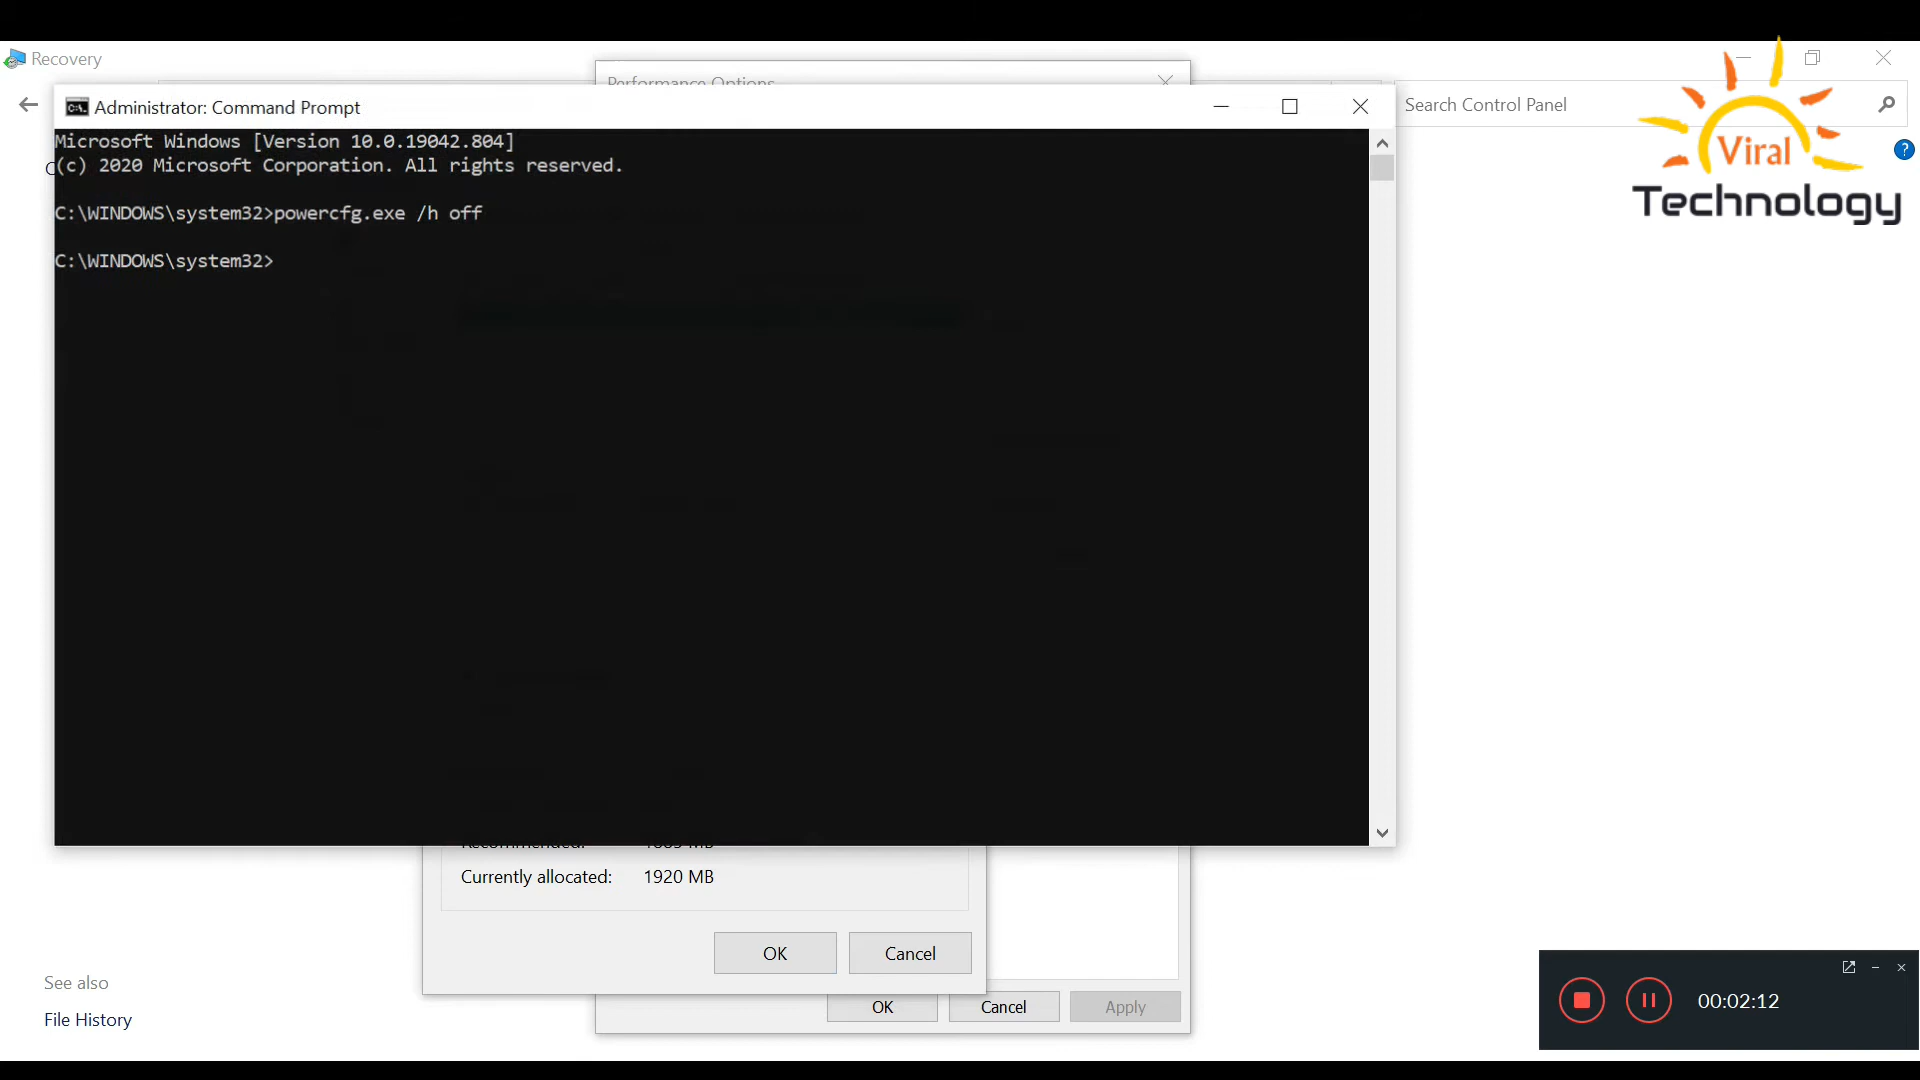 Recovery
Performance Options
Administrator: Command Prompt
Search Control Panel
Microsoft Windows [Version 10.0.19042.804]
(c) 2020 Microsoft Corporation. All rights reserved.
C:\WINDOWS\system32>powercfg.exe /h off
C:\WINDOWS\system32>
Viral
Technology
Recommended:
Currently allocated: 1920 MB
OK Cancel
OK Cancel Apply
See also
File History
00:02:12